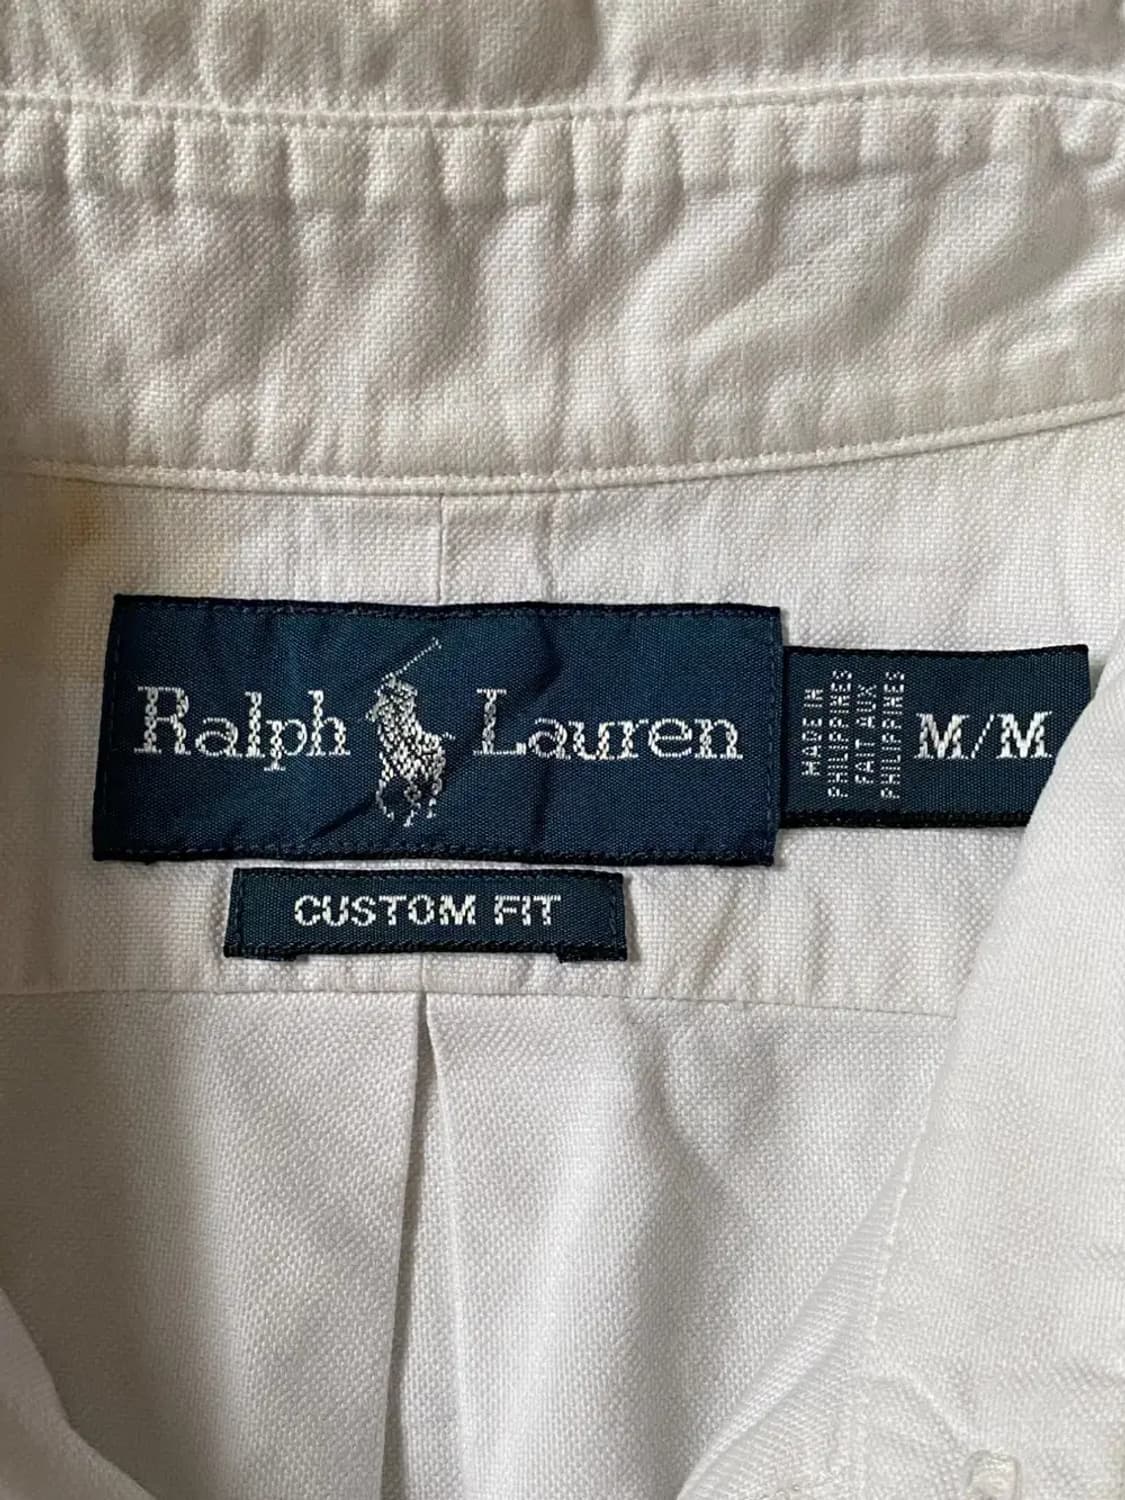 Ralph Lauren
MADE IN
PHILIPPINES
FAIT AUX
PHILIPPINES
M/M
CUSTOM FIT